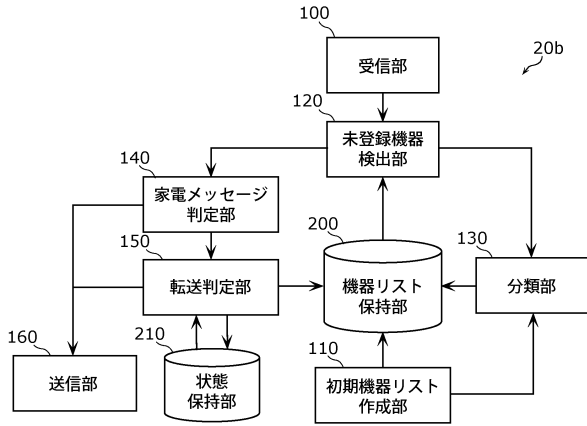 100
受信部
20b
120
未登録機器
検出部
140
家電メッセージ
判定部
200
機器リスト
保持部
130
分類部
150
転送判定部
160
送信部
210
状態
保持部
110
初期機器リスト
作成部